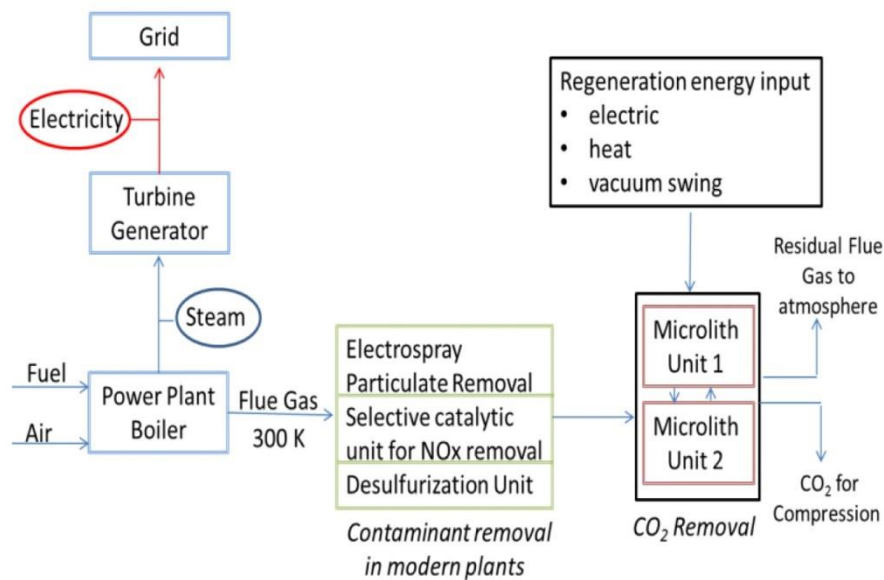 Grid
Electricity
Turbine
Generator
Steam
Fuel
Air
Power Plant
Boiler
Flue Gas
300 K
Electrospray
Particulate Removal
Selective catalytic
unit for NOx removal
Desulfurization Unit
Contaminant removal
in modern plants
Regeneration energy input
• electric
• heat
• vacuum swing
Microlith
Unit 1
Microlith
Unit 2
CO₂ Removal
Residual Flue
Gas to
atmosphere
CO₂ for
Compression